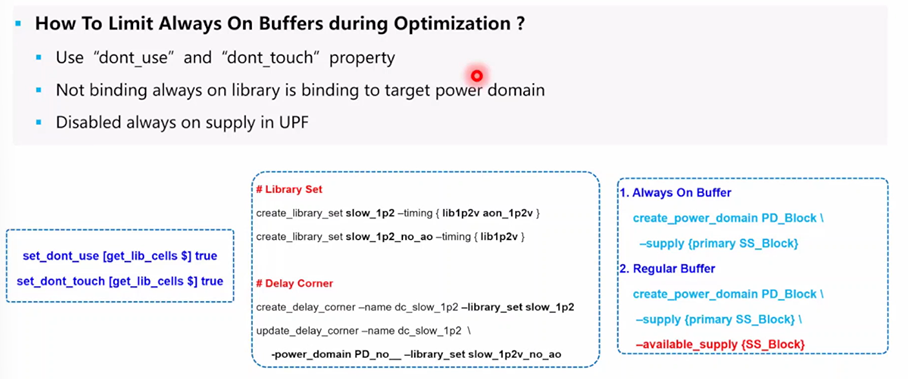 How To Limit Always On Buffers during Optimization ?
Use “dont_use” and “dont_touch” property
Not binding always on library is binding to target power domain
Disabled always on supply in UPF
set_dont_use [get_lib_cells $] true
set_dont_touch [get_lib_cells $] true
# Library Set
create_library_set slow_1p2 –timing { lib1p2v aon_1p2v }
create_library_set slow_1p2_no_ao –timing { lib1p2v }
# Delay Corner
create_delay_corner –name dc_slow_1p2 –library_set slow_1p2
update_delay_corner –name dc_slow_1p2 \
-power_domain PD_no__ –library_set slow_1p2v_no_ao
1. Always On Buffer
create_power_domain PD_Block \
–supply {primary SS_Block}
2. Regular Buffer
create_power_domain PD_Block \
–supply {primary SS_Block} \
–available_supply {SS_Block}